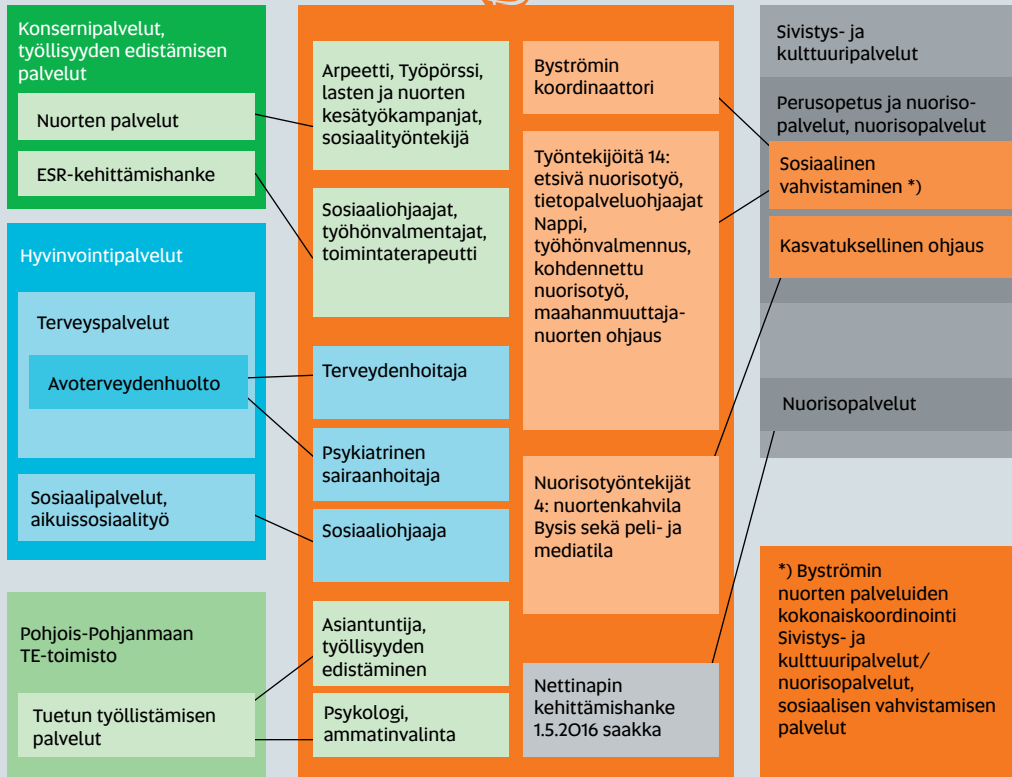 Konsernipalvelut,
työllisyyden edistämisen
palvelut
Nuorten palvelut
ESR-kehittämishanke
Hyvinvointipalvelut
Terveyspalvelut
Avoterveydenhuolto
Sosiaalipalvelut,
aikuissosiaalityö
Pohjois-Pohjanmaan
TE-toimisto
Tuetun työllistämisen
palvelut
Arpeetti, Työpörssi,
lasten ja nuorten
kesätyökampanjat,
sosiaalityöntekijä
Sosiaaliohjaajat,
työhönvalmentajat,
toimintaterapeutti
Terveydenhoitaja
Psykiatrinen
sairaanhoitaja
Sosiaaliohjaaja
Asiantuntija,
työllisyyden
edistäminen
Psykologi,
ammatinvalinta
Byströmin
koordinaattori
Työntekijöitä 14:
etsivä nuorisotyö,
tietopalveluohjaajat
Nappi,
työhönvalmennus,
kohdennettu
nuorisotyö,
maahanmuuttaja-
nuorten ohjaus
Nuorisotyöntekijät
4: nuortenkahvila
Bysis sekä peli- ja
mediatila
Nettinapin
kehittämishanke
1.5.2016 saakka
Sivistys- ja
kulttuuripalvelut
Perusopetus ja nuoriso-
palvelut, nuorisopalvelut
Sosiaalinen
vahvistaminen *)
Kasvatuksellinen ohjaus
Nuorisopalvelut
*) Byströmin
nuorten palveluiden
kokonaiskoordinointi
Sivistys- ja
kulttuuripalvelut/
nuorisopalvelut,
sosiaalisen vahvistamisen
palvelut